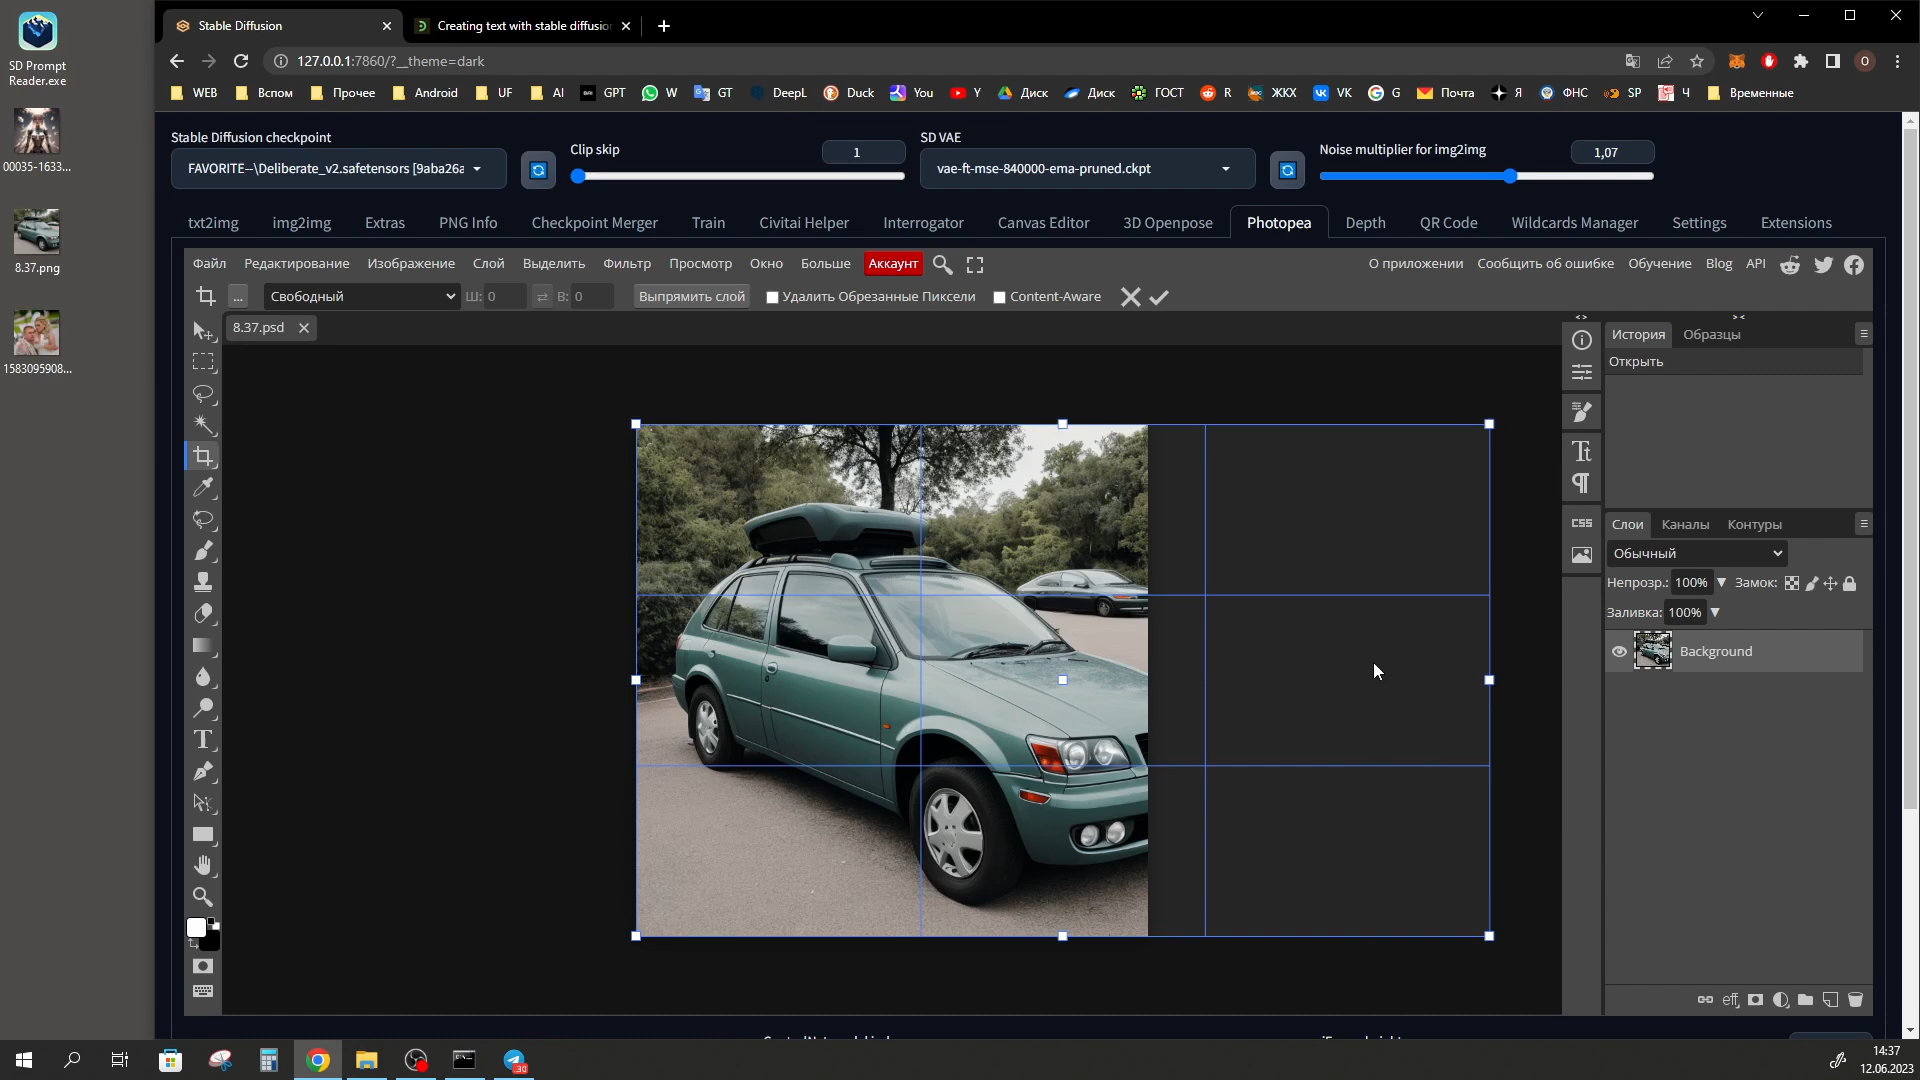 SD Prompt
Reader.exe
00035-1633...
8.37.png
1583095908...
Stable Diffusion
Creating text with stable diffusion
127.0.0.1:7860/?__theme=dark
WEB Вспом Прочее Android UF AI GPT W GT DeepL Duck You Y Диск Диск ГОСТ R ЖКХ VK G Почта Я ФНС SP Ч Временные
Stable Diffusion checkpoint
FAVORITE--\Deliberate_v2.safetensors [9aba26a
Clip skip
1
SD VAE
vae-ft-mse-840000-ema-pruned.ckpt
Noise multiplier for img2img
1,07
txt2img img2img Extras PNG Info Checkpoint Merger Train Civitai Helper Interrogator Canvas Editor 3D Openpose Photopea Depth QR Code Wildcards Manager Settings Extensions
Файл Редактирование Изображение Слой Выделить Фильтр Просмотр Окно Больше Аккаунт О приложении Сообщить об ошибке Обучение Blog API
... Свободный Ш: 0 В: 0 Выпрямить слой Удалить Обрезанные Пиксели Content-Aware
8.37.psd
История Образцы
Открыть
CSS
Слои Каналы Контуры
Обычный
Непрозр.: 100% Замок:
Заливка: 100%
Background
eff
30
14:37
12.06.2023